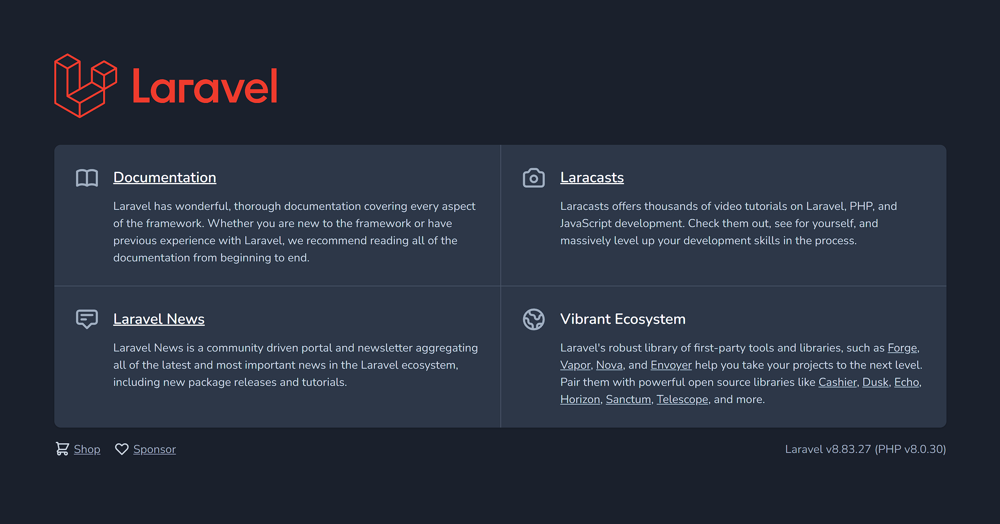 Laravel
Documentation
Laravel has wonderful, thorough documentation covering every aspect
of the framework. Whether you are new to the framework or have
previous experience with Laravel, we recommend reading all of the
documentation from beginning to end.
Laracasts
Laracasts offers thousands of video tutorials on Laravel, PHP, and
JavaScript development. Check them out, see for yourself, and
massively level up your development skills in the process.
Laravel News
Laravel News is a community driven portal and newsletter aggregating
all of the latest and most important news in the Laravel ecosystem,
including new package releases and tutorials.
Vibrant Ecosystem
Laravel's robust library of first-party tools and libraries, such as Forge,
Vapor, Nova, and Envoyer help you take your projects to the next level.
Pair them with powerful open source libraries like Cashier, Dusk, Echo,
Horizon, Sanctum, Telescope, and more.
Shop
Sponsor
Laravel v8.83.27 (PHP v8.0.30)